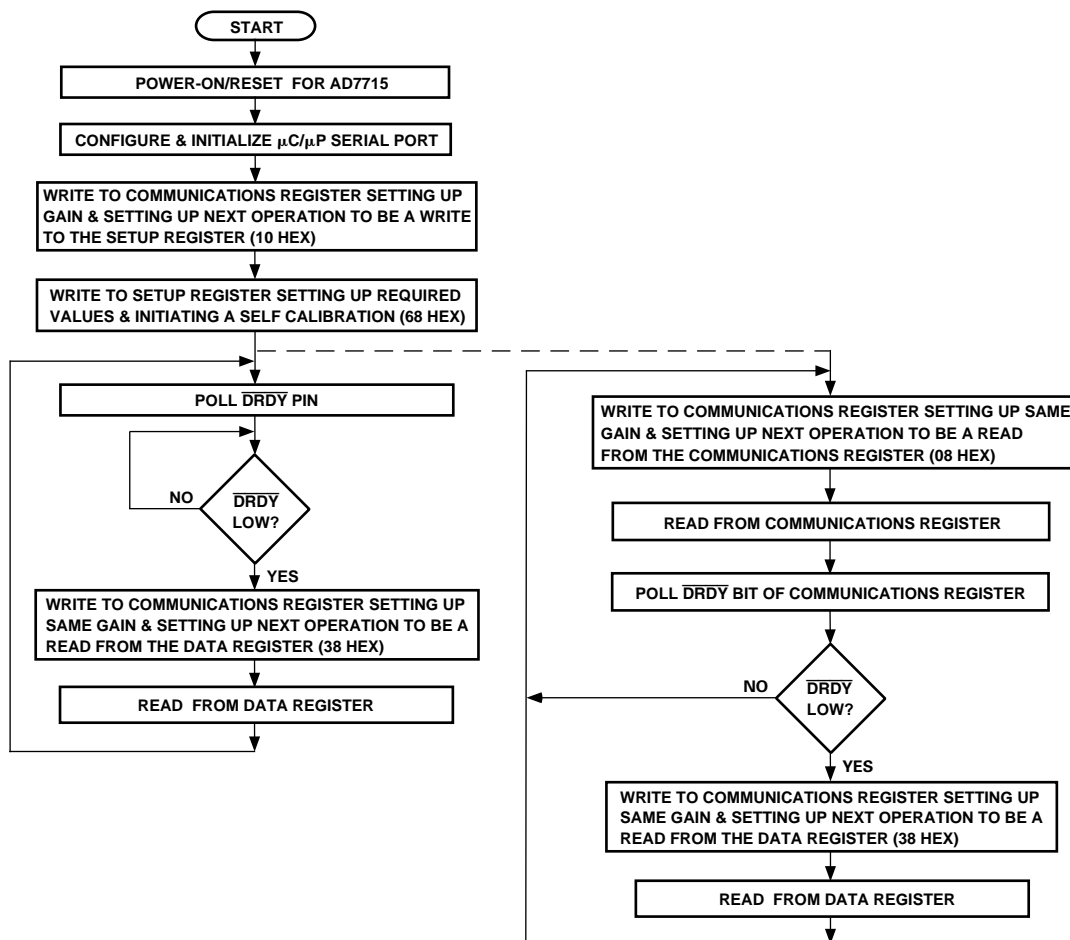 START
POWER-ON/RESET FOR AD7715
CONFIGURE & INITIALIZE μC/μP SERIAL PORT
WRITE TO COMMUNICATIONS REGISTER SETTING UP
GAIN & SETTING UP NEXT OPERATION TO BE A WRITE
TO THE SETUP REGISTER (10 HEX)
WRITE TO SETUP REGISTER SETTING UP REQUIRED
VALUES & INITIATING A SELF CALIBRATION (68 HEX)
POLL DRDY PIN
NO
DRDY
LOW?
YES
WRITE TO COMMUNICATIONS REGISTER SETTING UP
SAME GAIN & SETTING UP NEXT OPERATION TO BE A
READ FROM THE DATA REGISTER (38 HEX)
READ FROM DATA REGISTER
WRITE TO COMMUNICATIONS REGISTER SETTING UP SAME
GAIN & SETTING UP NEXT OPERATION TO BE A READ
FROM THE COMMUNICATIONS REGISTER (08 HEX)
READ FROM COMMUNICATIONS REGISTER
POLL DRDY BIT OF COMMUNICATIONS REGISTER
NO
DRDY
LOW?
YES
WRITE TO COMMUNICATIONS REGISTER SETTING UP
SAME GAIN & SETTING UP NEXT OPERATION TO BE A
READ FROM THE DATA REGISTER (38 HEX)
READ FROM DATA REGISTER